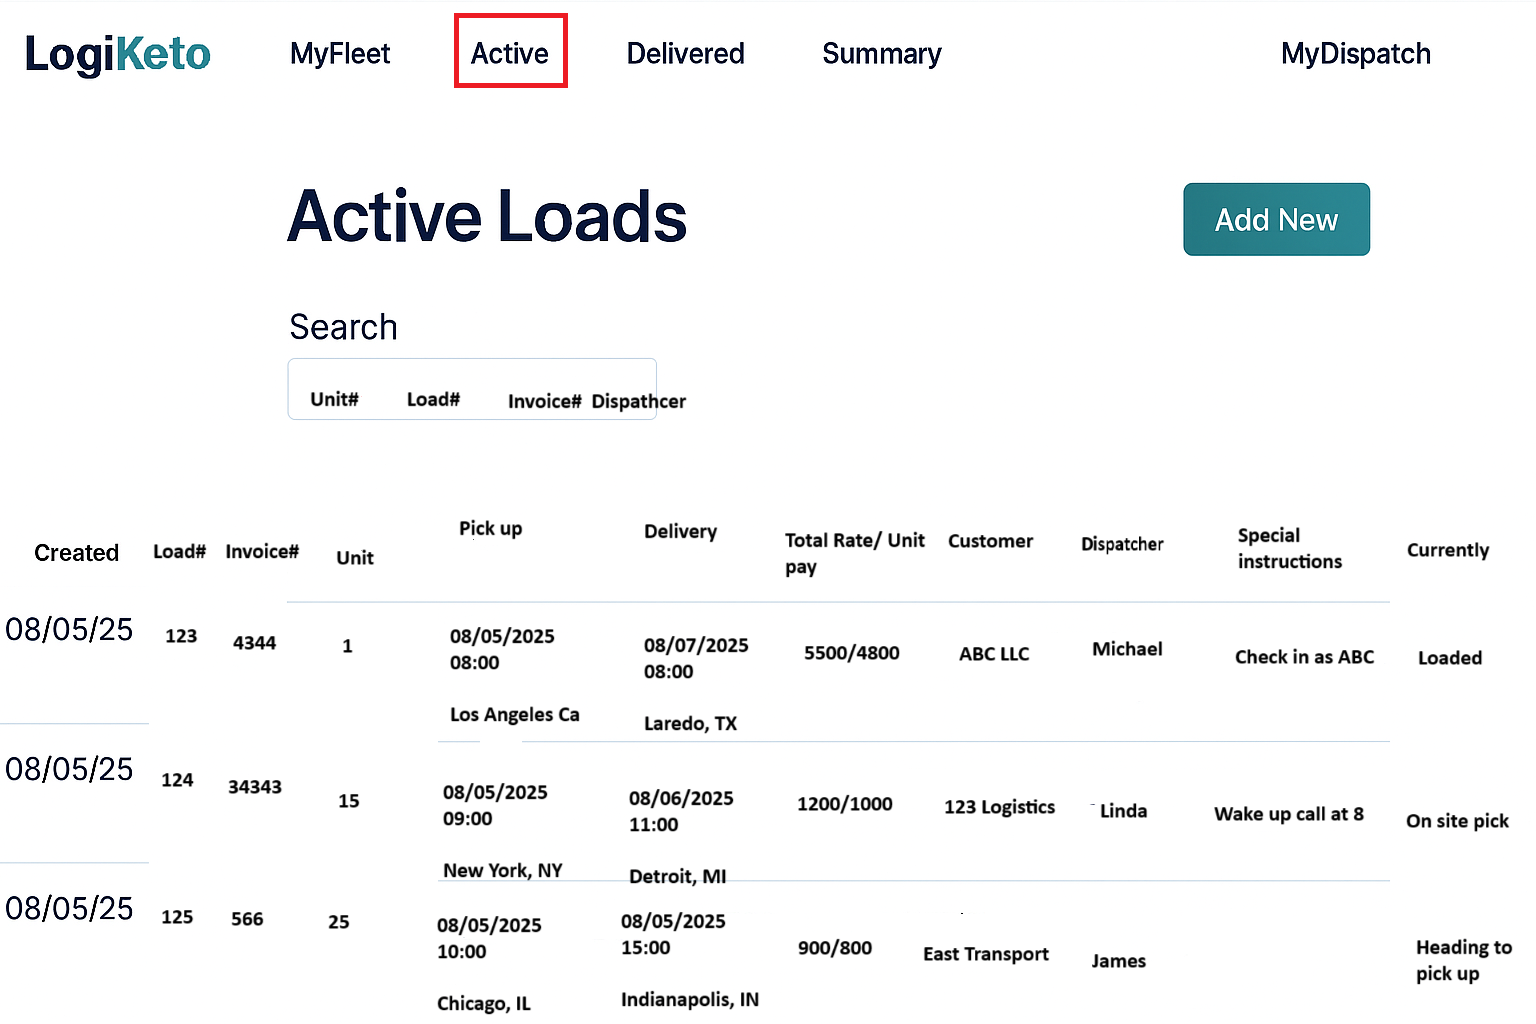 LogiKeto MyFleet Active Delivered Summary MyDispatch
Active Loads
Add New
Search
Unit# Load# Invoice# Dispathcer
Created Load# Invoice# Unit Pick up Delivery Total Rate/ Unit pay Customer Dispatcher Special instructions Currently
08/05/25 123 4344 1 08/05/2025 08/07/2025 5500/4800 ABC LLC Michael Check in as ABC Loaded
08:00 08:00
Los Angeles Ca Laredo, TX
08/05/25 124 34343 15 08/05/2025 08/06/2025 1200/1000 123 Logistics Linda Wake up call at 8 On site pick
09:00 11:00
New York, NY Detroit, MI
08/05/25 125 566 25 08/05/2025 08/05/2025 900/800 East Transport James Heading to pick up
10:00 15:00
Chicago, IL Indianapolis, IN